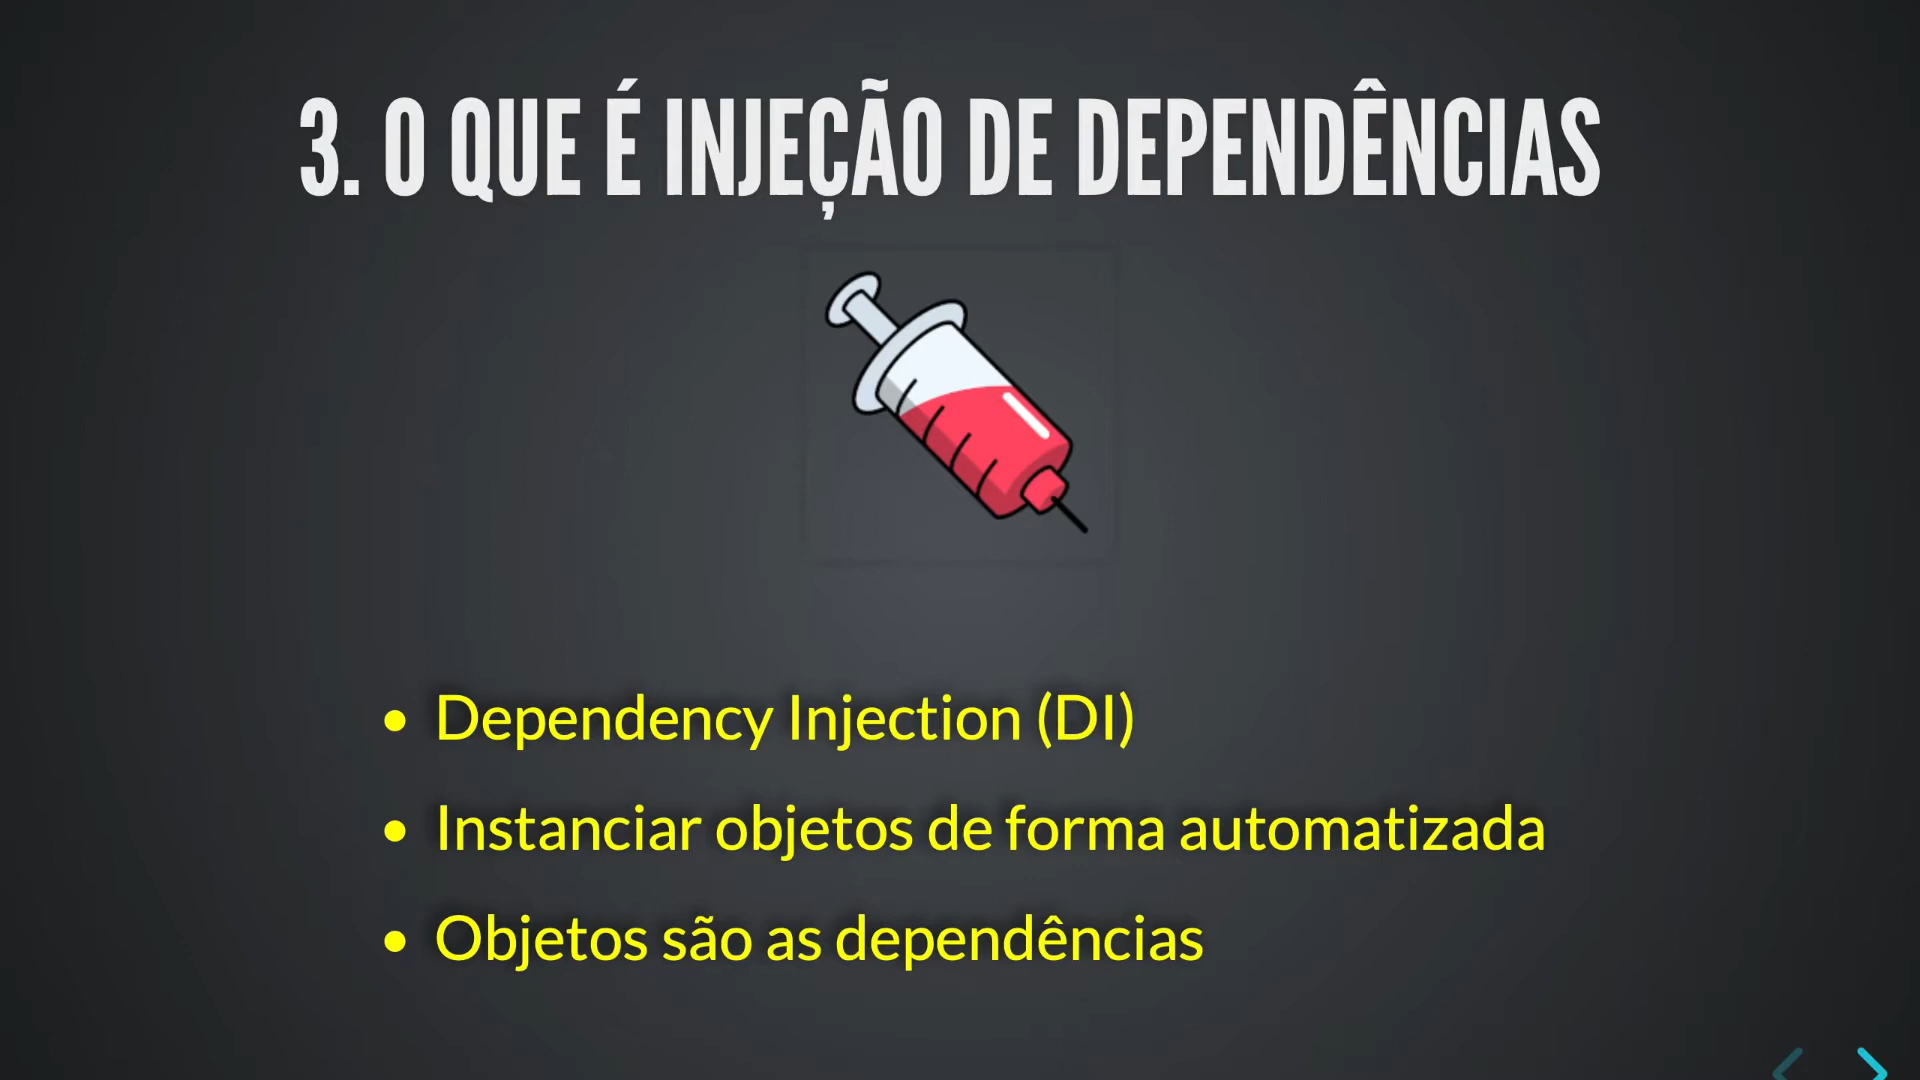 3. O QUE É INJEÇÃO DE DEPENDÊNCIAS
• Dependency Injection (DI)
• Instanciar objetos de forma automatizada
• Objetos são as dependências